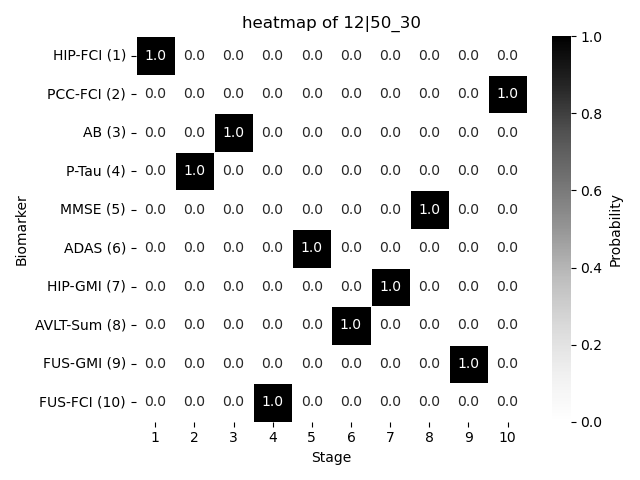 heatmap of 12|50_30
HIP-FCI (1) 1.0 0.0 0.0 0.0 0.0 0.0 0.0 0.0 0.0 0.0
PCC-FCI (2) 0.0 0.0 0.0 0.0 0.0 0.0 0.0 0.0 0.0 1.0
AB (3) 0.0 0.0 1.0 0.0 0.0 0.0 0.0 0.0 0.0 0.0
P-Tau (4) 0.0 1.0 0.0 0.0 0.0 0.0 0.0 0.0 0.0 0.0
MMSE (5) 0.0 0.0 0.0 0.0 0.0 0.0 0.0 1.0 0.0 0.0
ADAS (6) 0.0 0.0 0.0 0.0 1.0 0.0 0.0 0.0 0.0 0.0
HIP-GMI (7) 0.0 0.0 0.0 0.0 0.0 0.0 1.0 0.0 0.0 0.0
AVLT-Sum (8) 0.0 0.0 0.0 0.0 0.0 1.0 0.0 0.0 0.0 0.0
FUS-GMI (9) 0.0 0.0 0.0 0.0 0.0 0.0 0.0 0.0 1.0 0.0
FUS-FCI (10) 0.0 0.0 0.0 1.0 0.0 0.0 0.0 0.0 0.0 0.0
1 2 3 4 5 6 7 8 9 10
Stage
Biomarker
1.0
0.8
0.6
0.4
0.2
0.0
Probability